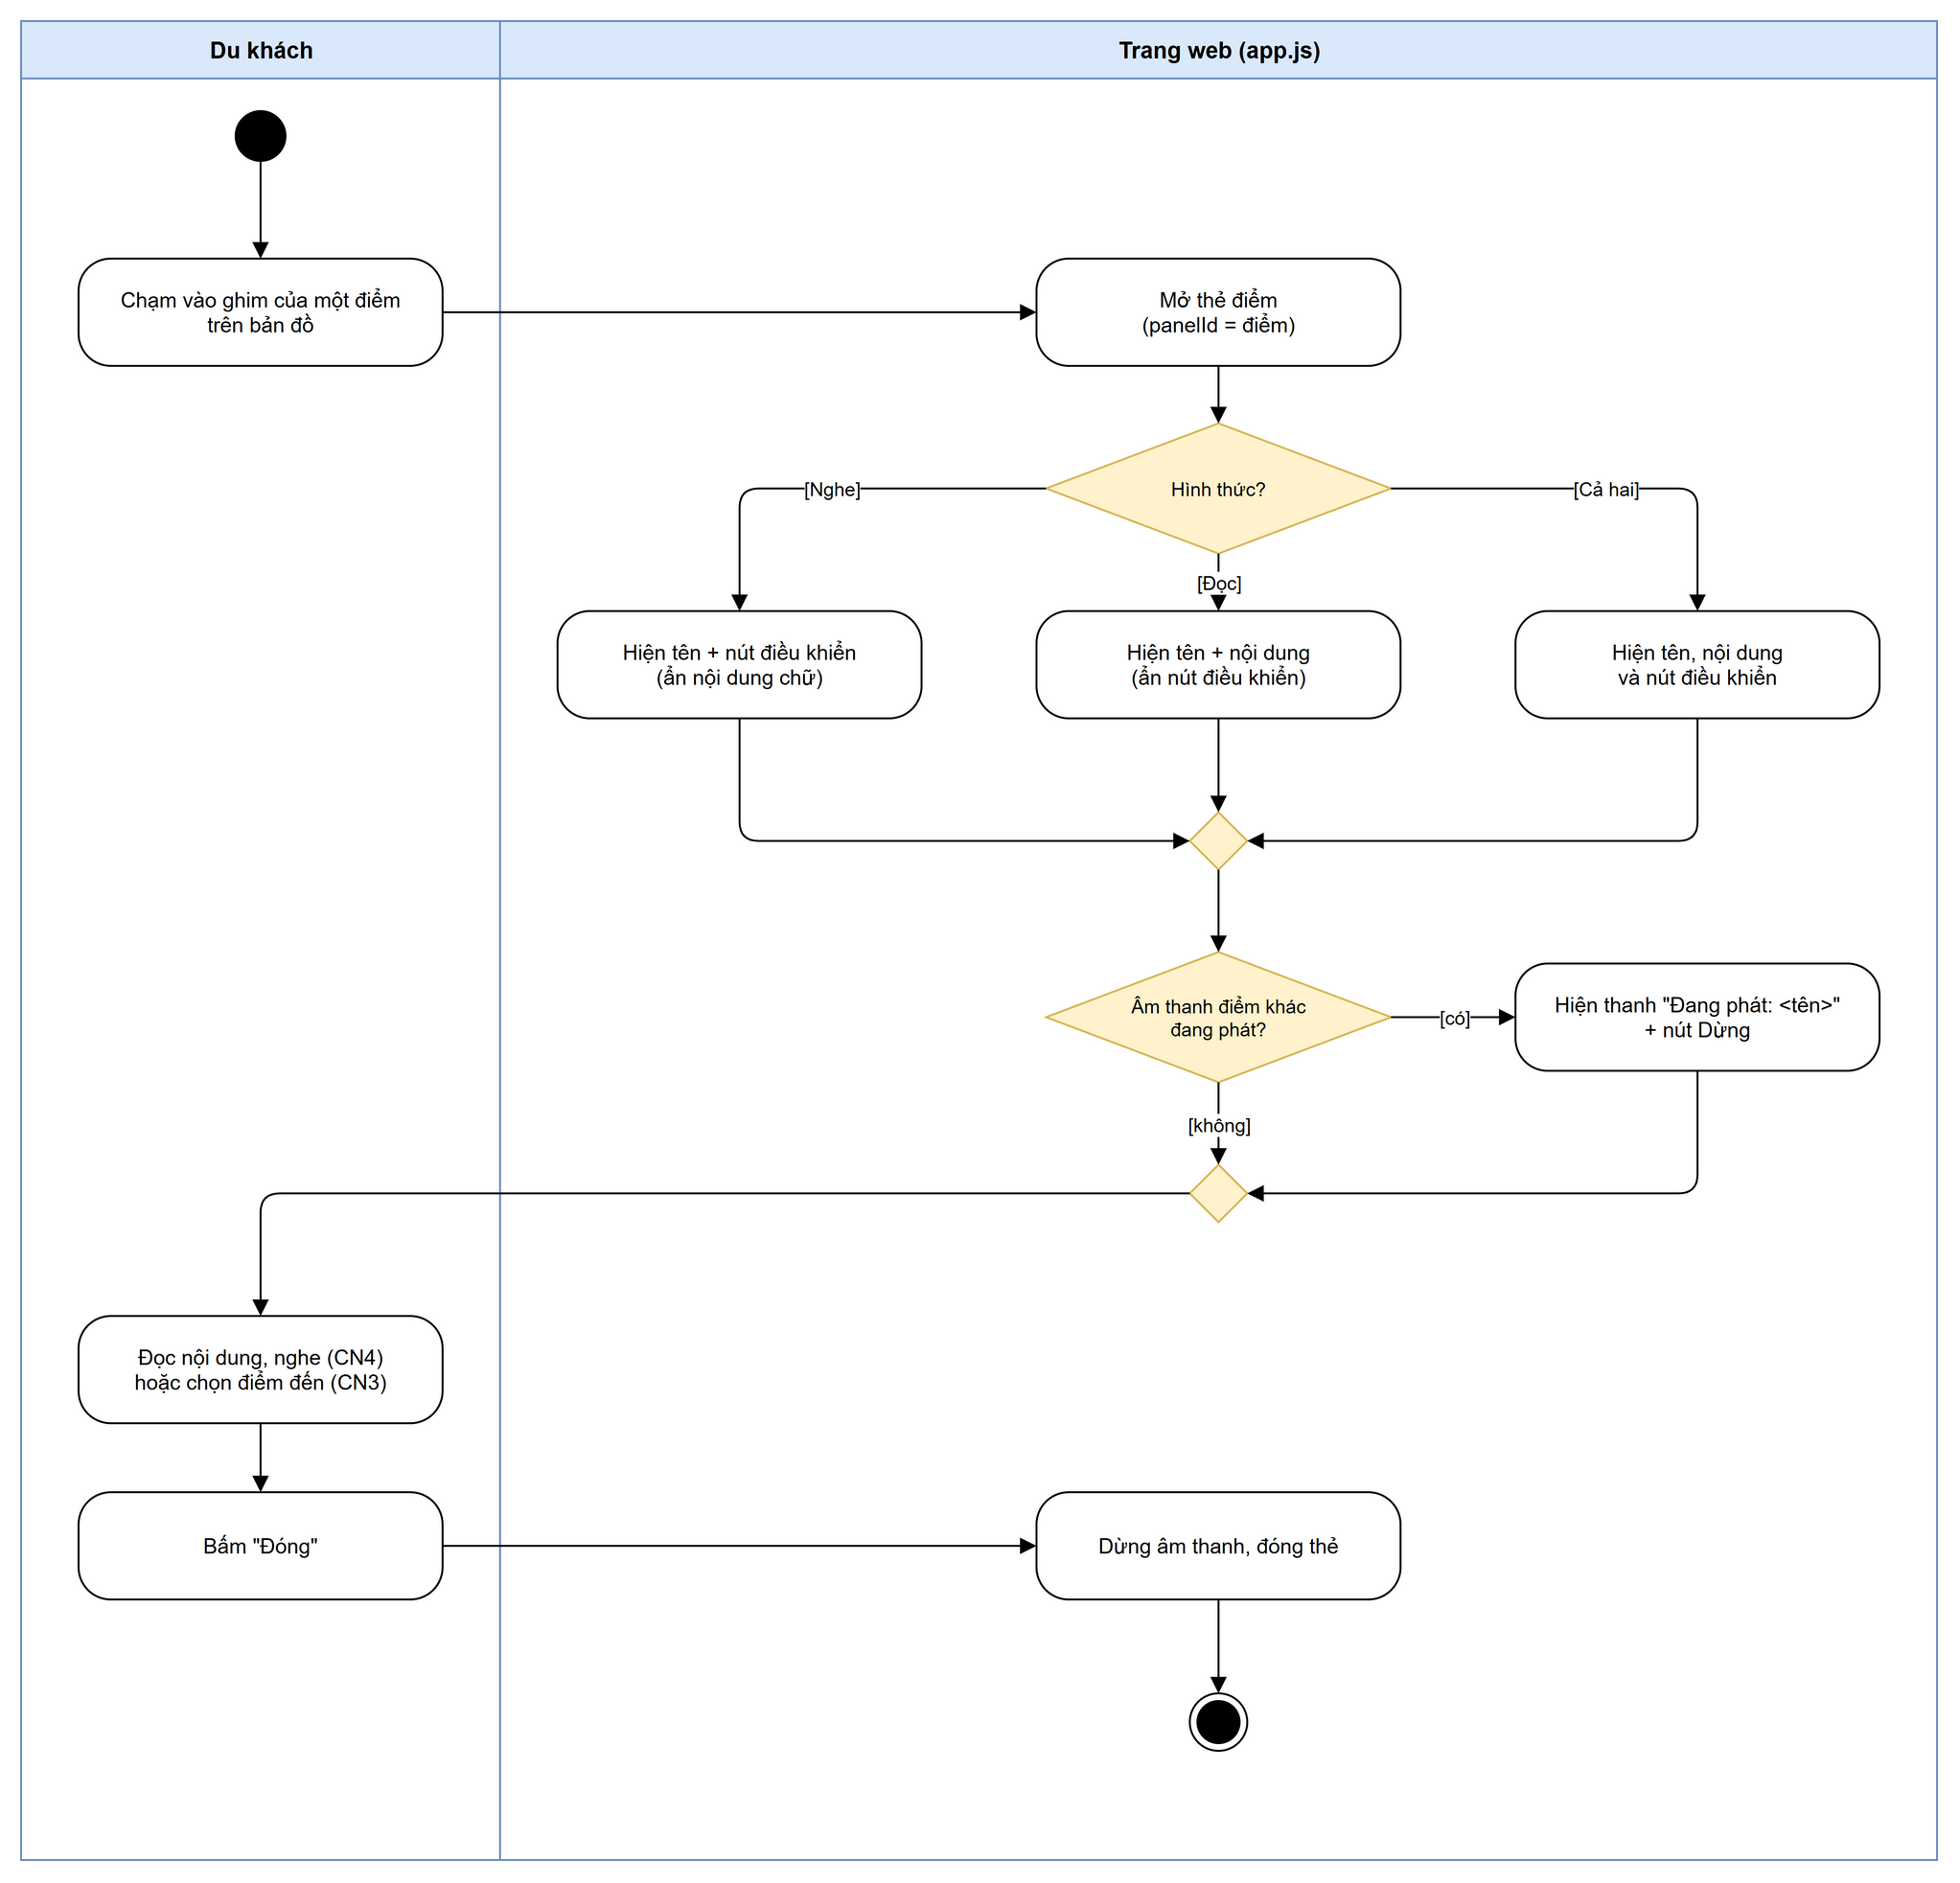 Du khách
Trang web (app.js)
Chạm vào ghim của một điểm
trên bản đồ
Mở thẻ điểm
(panelId = điểm)
Hình thức?
[Nghe]
[Cả hai]
[Đọc]
Hiện tên + nút điều khiển
(ẩn nội dung chữ)
Hiện tên + nội dung
(ẩn nút điều khiển)
Hiện tên, nội dung
và nút điều khiển
Âm thanh điểm khác
đang phát?
[có]
Hiện thanh "Đang phát: <tên>"
+ nút Dừng
[không]
Đọc nội dung, nghe (CN4)
hoặc chọn điểm đến (CN3)
Bấm "Đóng"
Dừng âm thanh, đóng thẻ